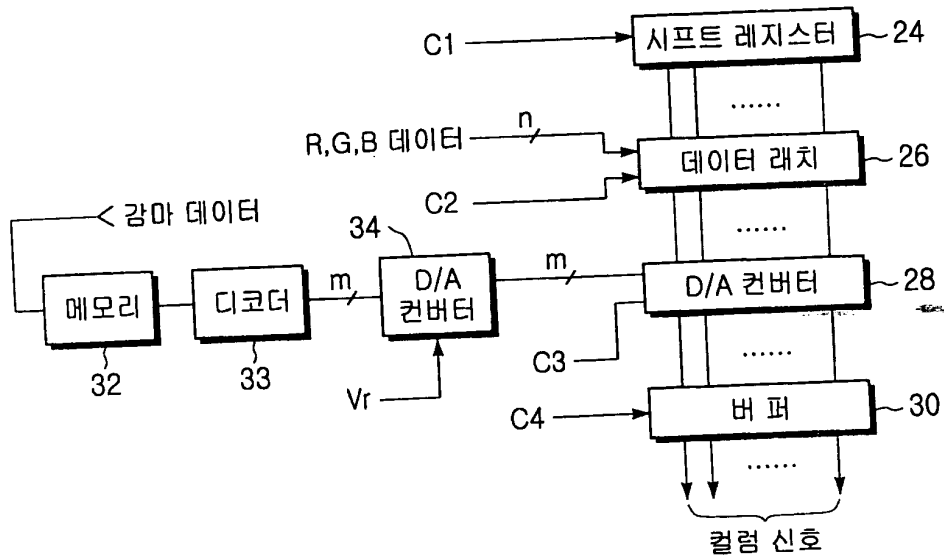 C1
시프트 레지스터
24
......
R,G,B 데이터
n
데이터 래치
26
C2
......
감마 데이터
34
m
D/A
컨버터
m
D/A 컨버터
28
메모리
디코더
32
33
C3
......
Vr
C4
버 퍼
30
......
컬럼 신호